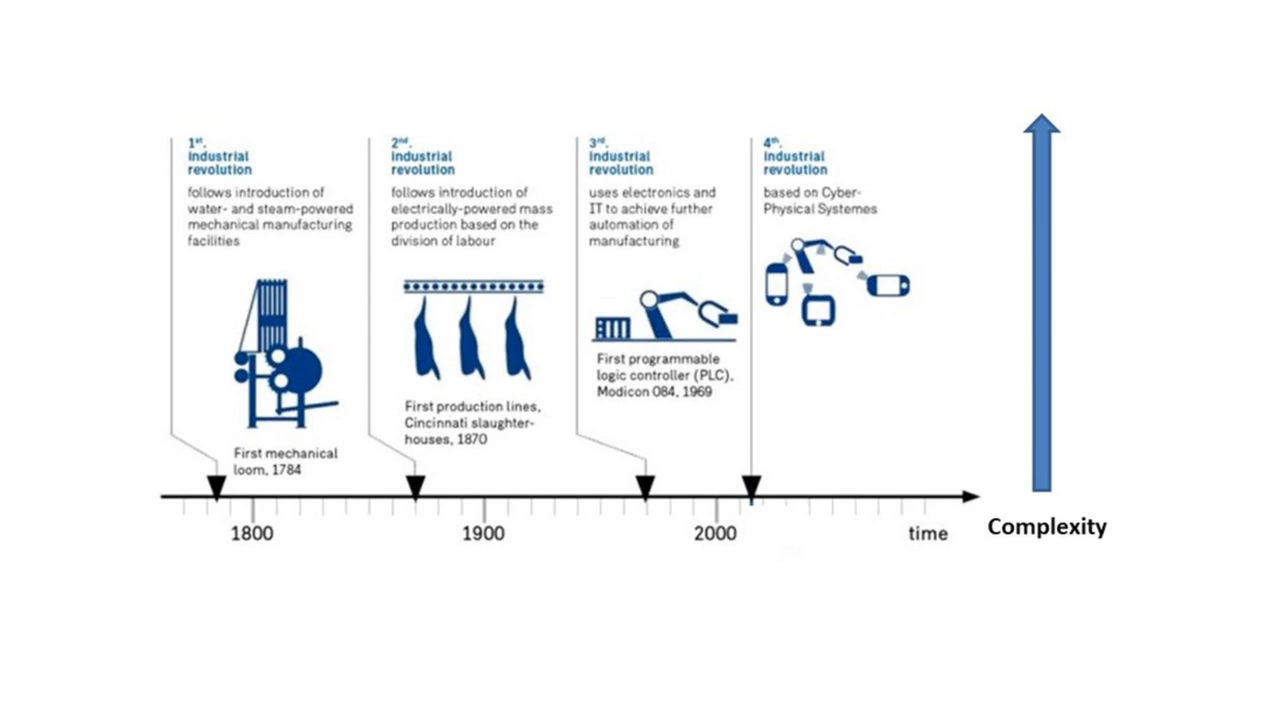 1st.
industrial
revolution
follows introduction of
water- and steam-powered
mechanical manufacturing
facilities
First mechanical
loom, 1784
2nd.
industrial
revolution
follows introduction of
electrically-powered mass
production based on the
division of labour
First production lines,
Cincinnati slaughter-
houses, 1870
3rd.
industrial
revolution
uses electronics and
IT to achieve further
automation of
manufacturing
First programmable
logic controller (PLC),
Modicon 084, 1969
4th.
industrial
revolution
based on Cyber-
Physical Systemes
1800
1900
2000
time
Complexity